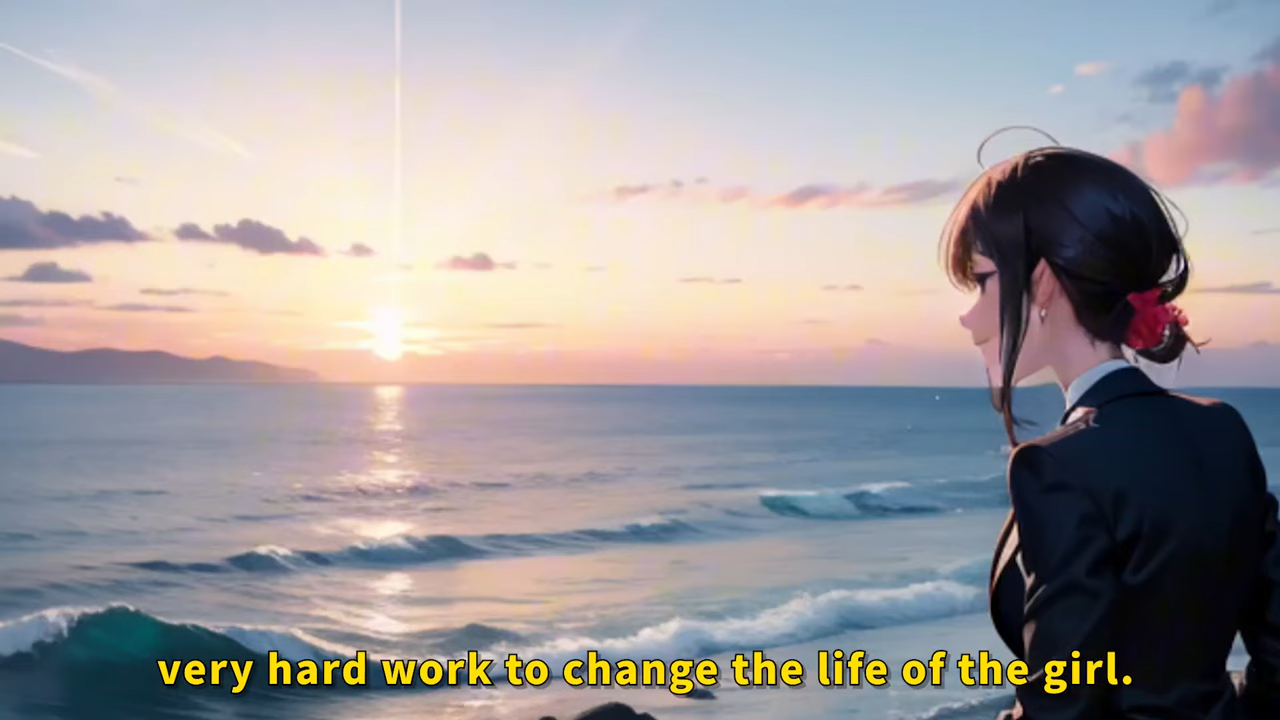 very hard work to change the life of the girl.